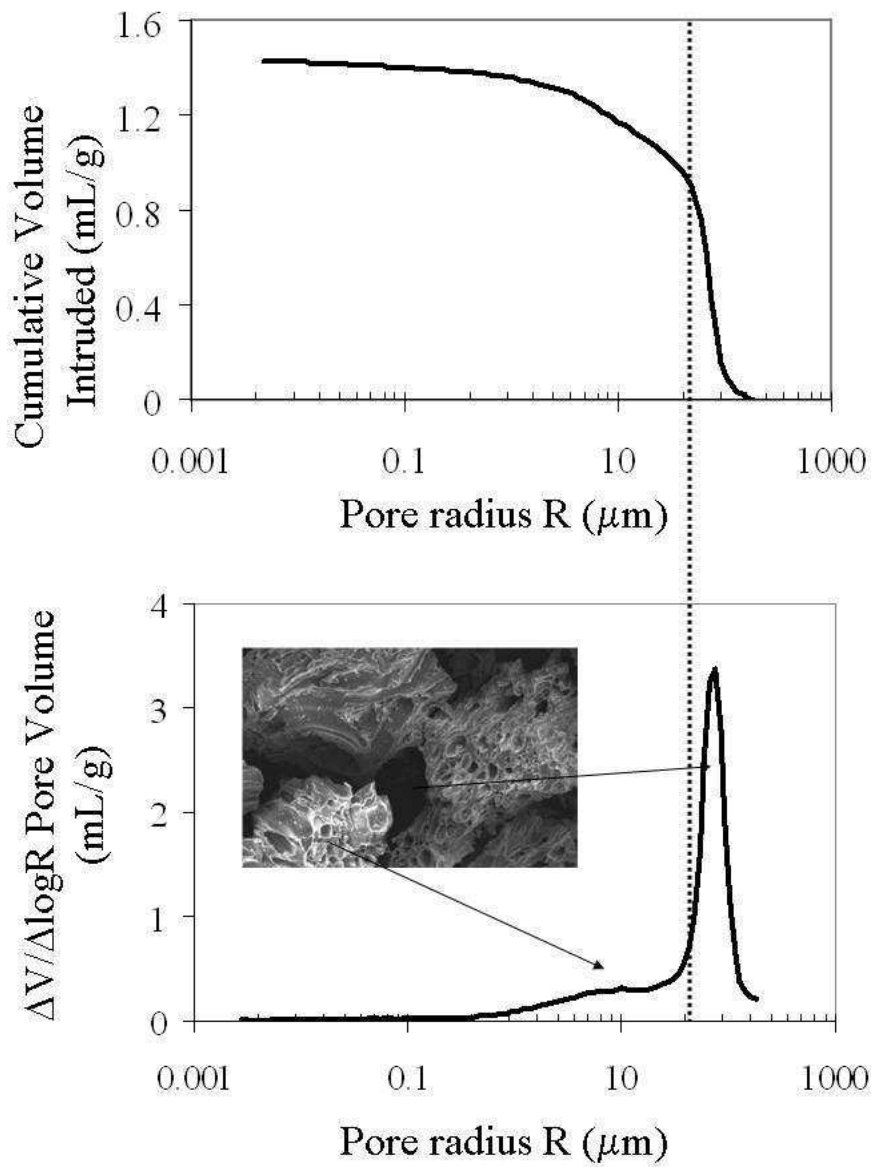 1.6
1.2
0.8
0.4
0
Cumulative Volume
Intruded (mL/g)
0.001 0.1 10 1000
Pore radius R (μm)
4
3
2
1
0
ΔV/ΔlogR Pore Volume
(mL/g)
0.001 0.1 10 1000
Pore radius R (μm)